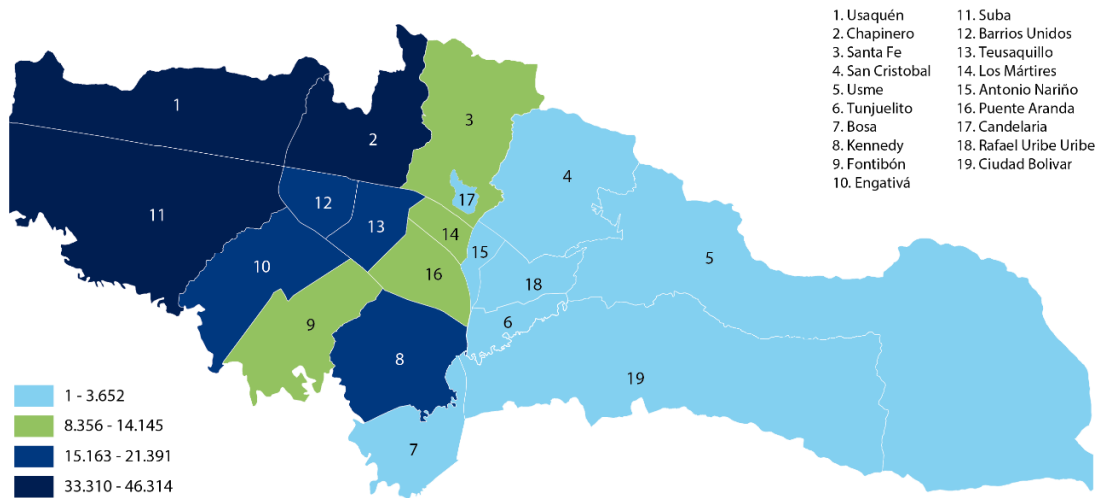 1. Usaquén
2. Chapinero
3. Santa Fe
4. San Cristobal
5. Usme
6. Tunjuelito
7. Bosa
8. Kennedy
9. Fontibón
10. Engativá
11. Suba
12. Barrios Unidos
13. Teusaquillo
14. Los Mártires
15. Antonio Nariño
16. Puente Aranda
17. Candelaria
18. Rafael Uribe Uribe
19. Ciudad Bolivar
1
2
3
4
17
11
12
13
14
15
10
16
18
5
6
9
8
19
7
1 - 3.652
8.356 - 14.145
15.163 - 21.391
33.310 - 46.314